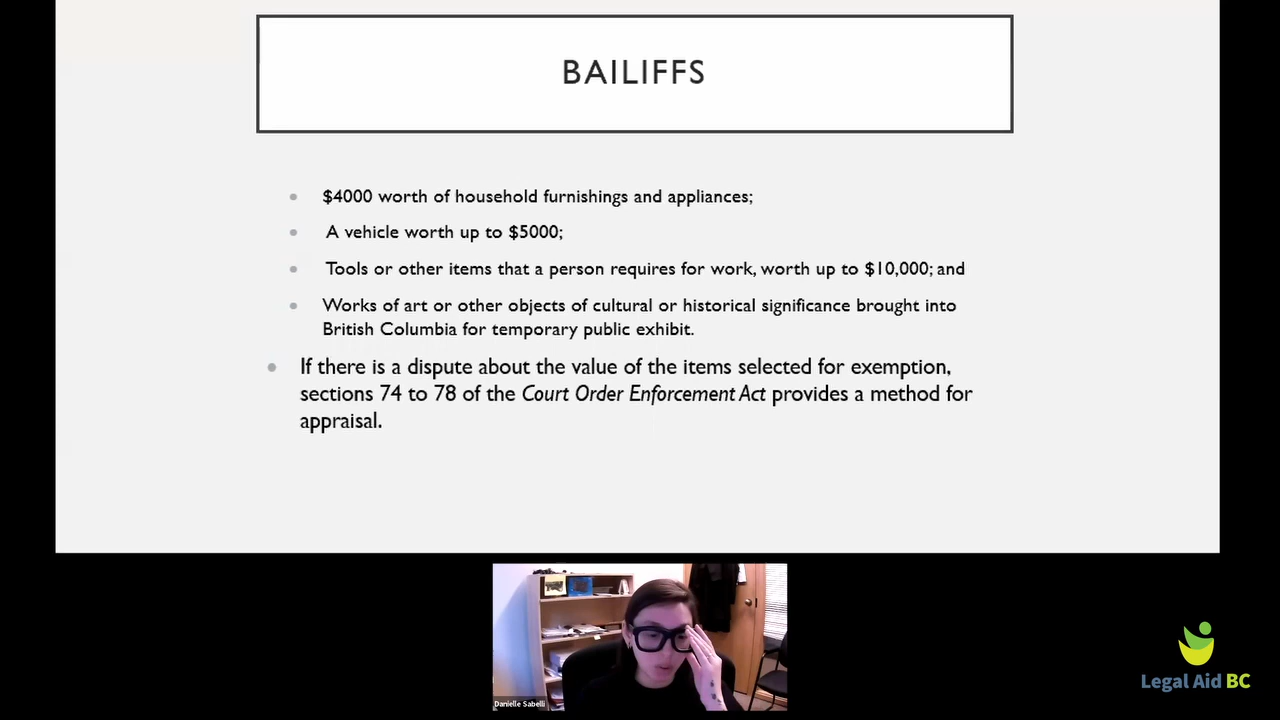 BAILIFFS
$4000 worth of household furnishings and appliances;
A vehicle worth up to $5000;
Tools or other items that a person requires for work, worth up to $10,000; and
Works of art or other objects of cultural or historical significance brought into
British Columbia for temporary public exhibit.
If there is a dispute about the value of the items selected for exemption,
sections 74 to 78 of the Court Order Enforcement Act provides a method for
appraisal.
Danielle Sabelli
Legal Aid BC